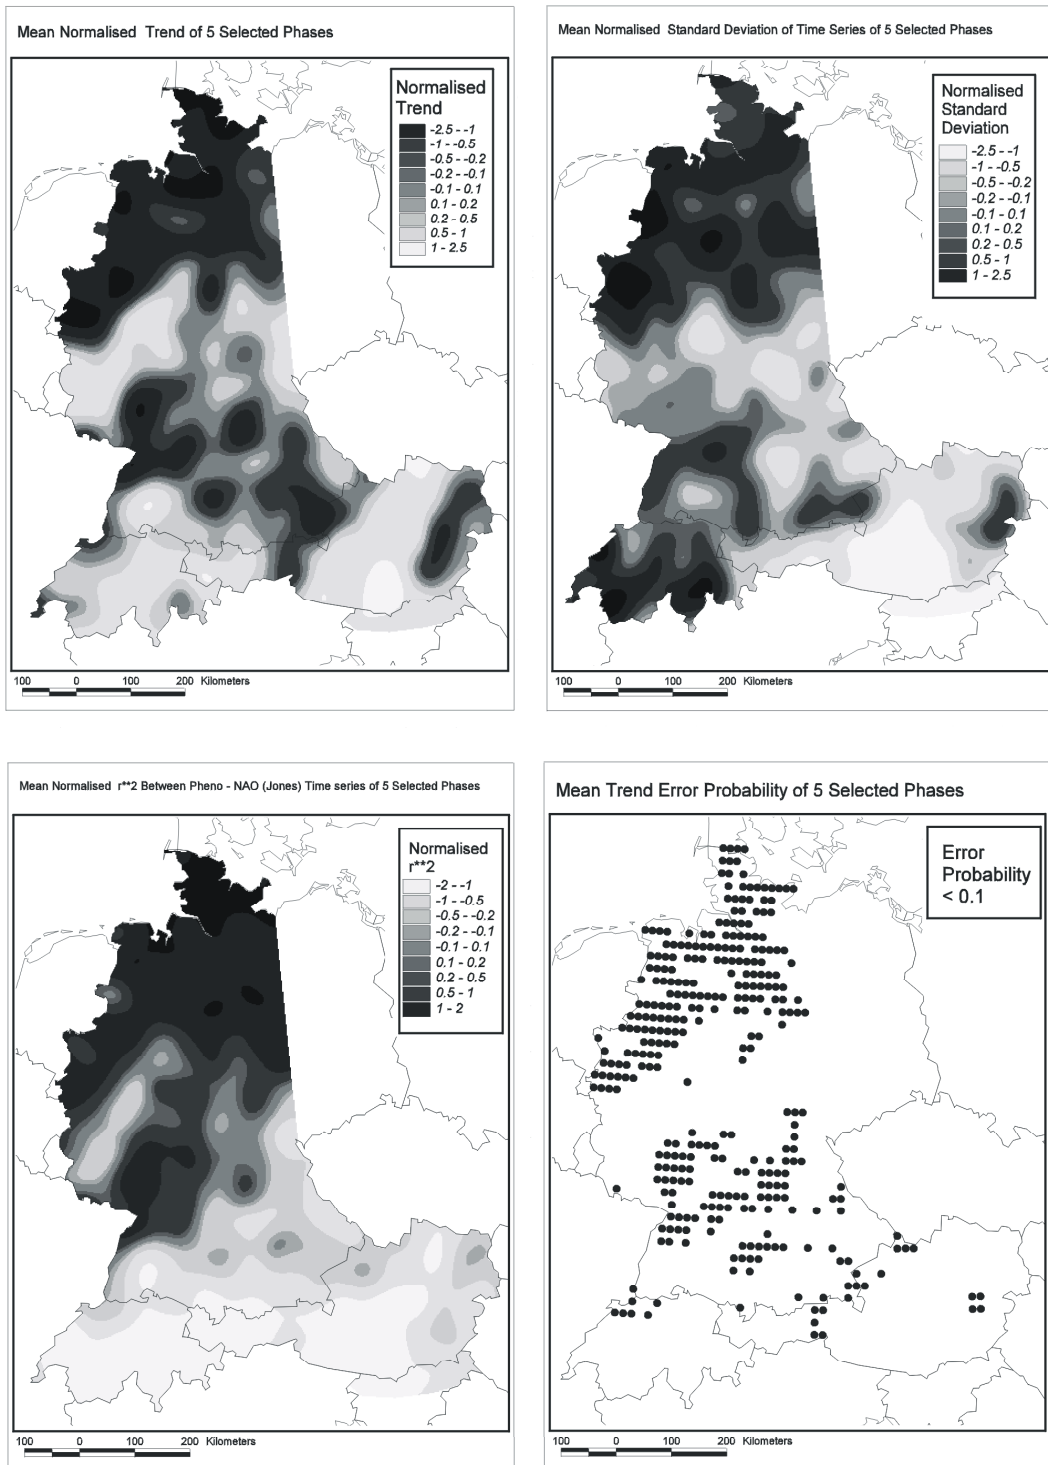 Mean Normalised Trend of 5 Selected Phases
Normalised
Trend
-2.5 - -1
-1 - -0.5
-0.5 - -0.2
-0.2 - -0.1
-0.1 - 0.1
0.1 - 0.2
0.2 - 0.5
0.5 - 1
1 - 2.5
100 0 100 200 Kilometers
Mean Normalised Standard Deviation of Time Series of 5 Selected Phases
Normalised
Standard
Deviation
-2.5 - -1
-1 - -0.5
-0.5 - -0.2
-0.2 - -0.1
-0.1 - 0.1
0.1 - 0.2
0.2 - 0.5
0.5 - 1
1 - 2.5
100 0 100 200 Kilometers
Mean Normalised r**2 Between Pheno - NAO (Jones) Time series of 5 Selected Phases
Normalised
r**2
-2 - -1
-1 - -0.5
-0.5 - -0.2
-0.2 - -0.1
-0.1 - 0.1
0.1 - 0.2
0.2 - 0.5
0.5 - 1
1 - 2
100 0 100 200 Kilometers
Mean Trend Error Probability of 5 Selected Phases
Error
Probability
< 0.1
100 0 100 200 Kilometers